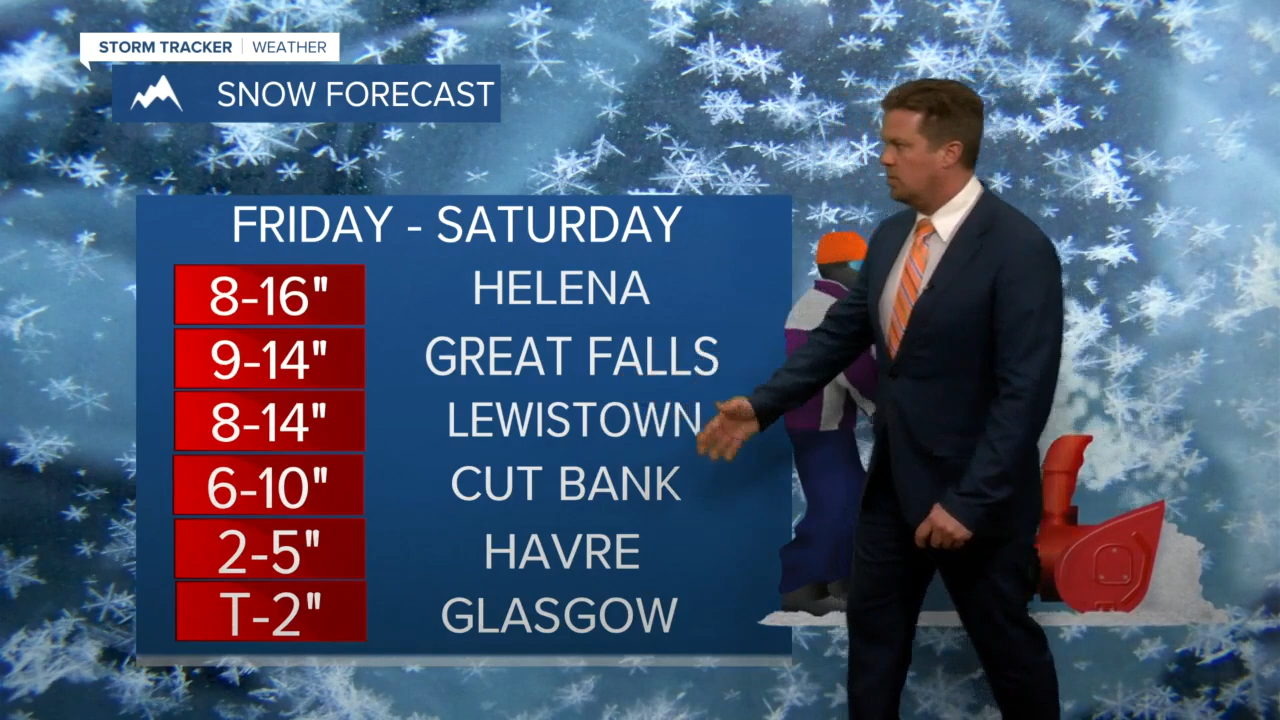 STORM TRACKER | WEATHER
SNOW FORECAST
FRIDAY - SATURDAY
8-16" HELENA
9-14" GREAT FALLS
8-14" LEWISTOWN
6-10" CUT BANK
2-5" HAVRE
T-2" GLASGOW